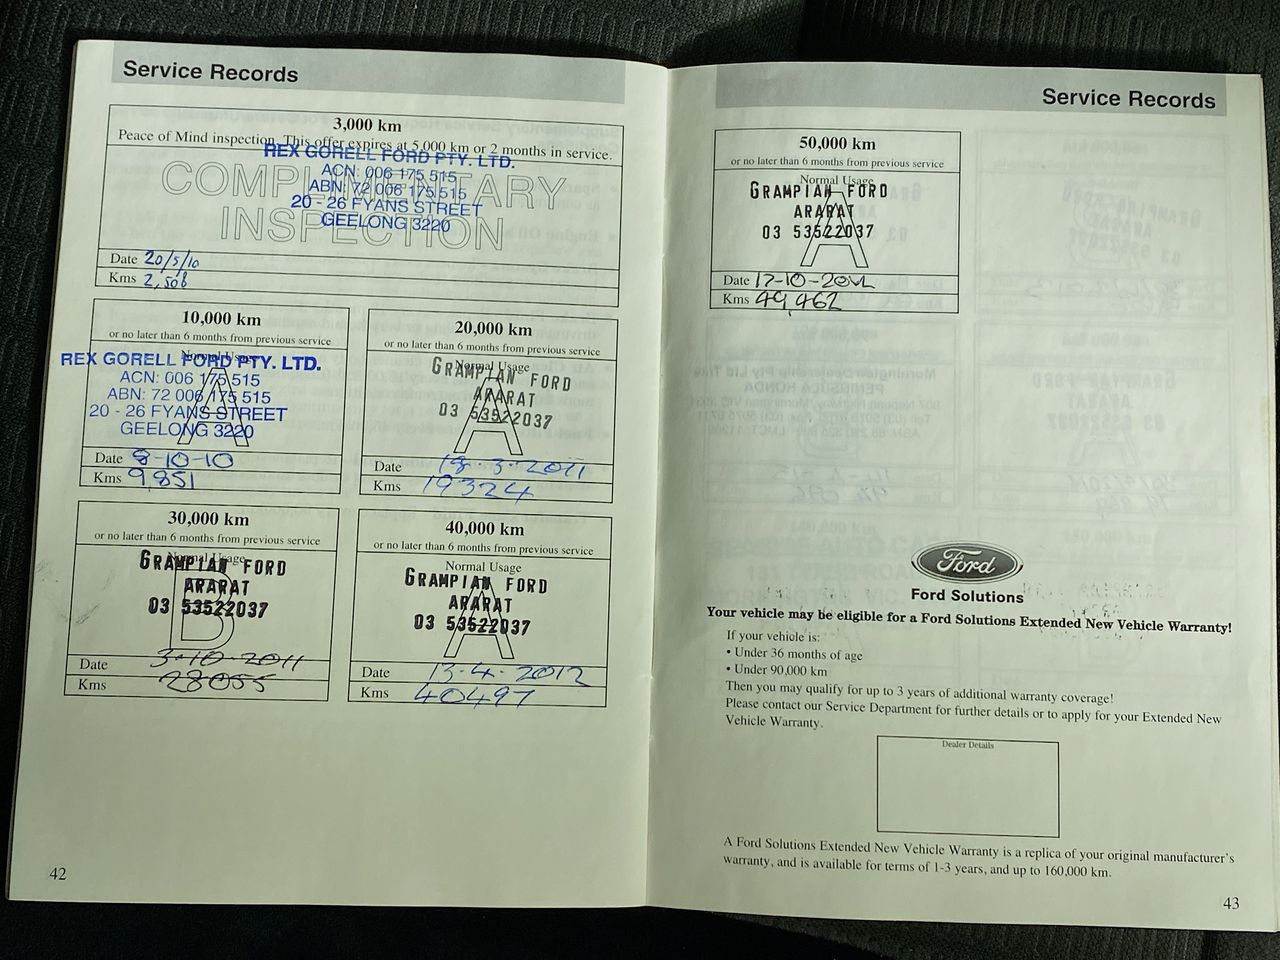 Service Records
3,000 km
Peace of Mind inspection. This offer expires at 5,000 km or 2 months in service.
COMPLIMENTARY
INSPECTION
REX GORELL FORD PTY. LTD.
ACN: 006 175 515
ABN: 72 006 175 515
20 - 26 FYANS STREET
GEELONG 3220
Date 20/5/10
Kms 2,508
10,000 km
or no later than 6 months from previous service
Normal Usage
A
REX GORELL FORD PTY. LTD.
ACN: 006 175 515
ABN: 72 006 175 515
20 - 26 FYANS STREET
GEELONG 3220
Date 8-10-10
Kms 9,851
20,000 km
or no later than 6 months from previous service
Normal Usage
A
GRAMPIAN FORD
ARARAT
03 53522037
Date 18-3-2011
Kms 19324
30,000 km
or no later than 6 months from previous service
Normal Usage
B
GRAMPIAN FORD
ARARAT
03 53522037
Date 3-10-2011
Kms 28055
40,000 km
or no later than 6 months from previous service
Normal Usage
A
GRAMPIAN FORD
ARARAT
03 53522037
Date 13-4-2012
Kms 40497
42
Service Records
50,000 km
or no later than 6 months from previous service
Normal Usage
A
GRAMPIAN FORD
ARARAT
03 53522037
Date 17-10-2012
Kms 49,462
Ford
Ford Solutions
Your vehicle may be eligible for a Ford Solutions Extended New Vehicle Warranty!
If your vehicle is:
• Under 36 months of age
• Under 90,000 km
Then you may qualify for up to 3 years of additional warranty coverage!
Please contact our Service Department for further details or to apply for your Extended New
Vehicle Warranty.
Dealer Details
A Ford Solutions Extended New Vehicle Warranty is a replica of your original manufacturer's
warranty, and is available for terms of 1-3 years, and up to 160,000 km.
43